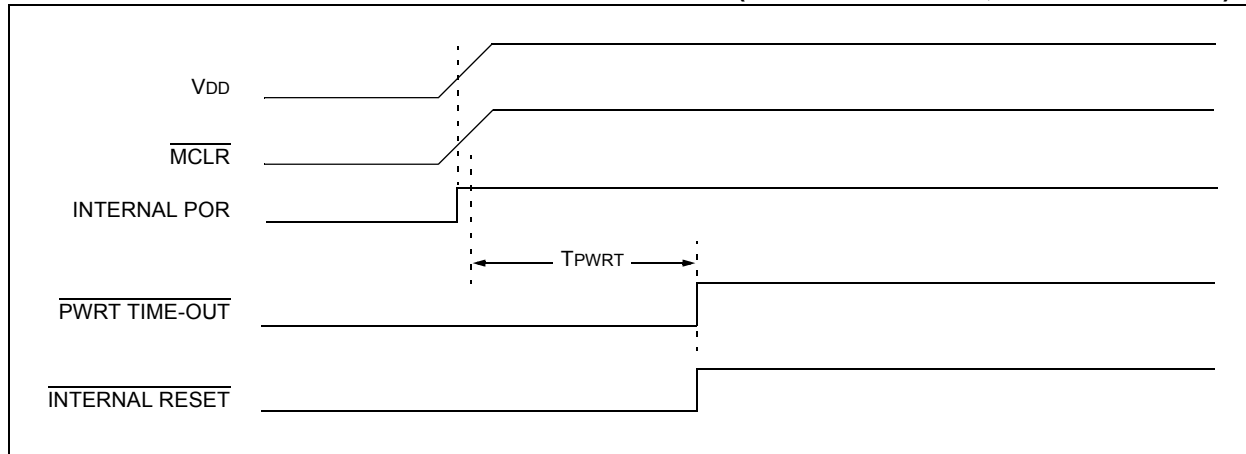 VDD
MCLR
INTERNAL POR
TPWRT
PWRT TIME-OUT
INTERNAL RESET